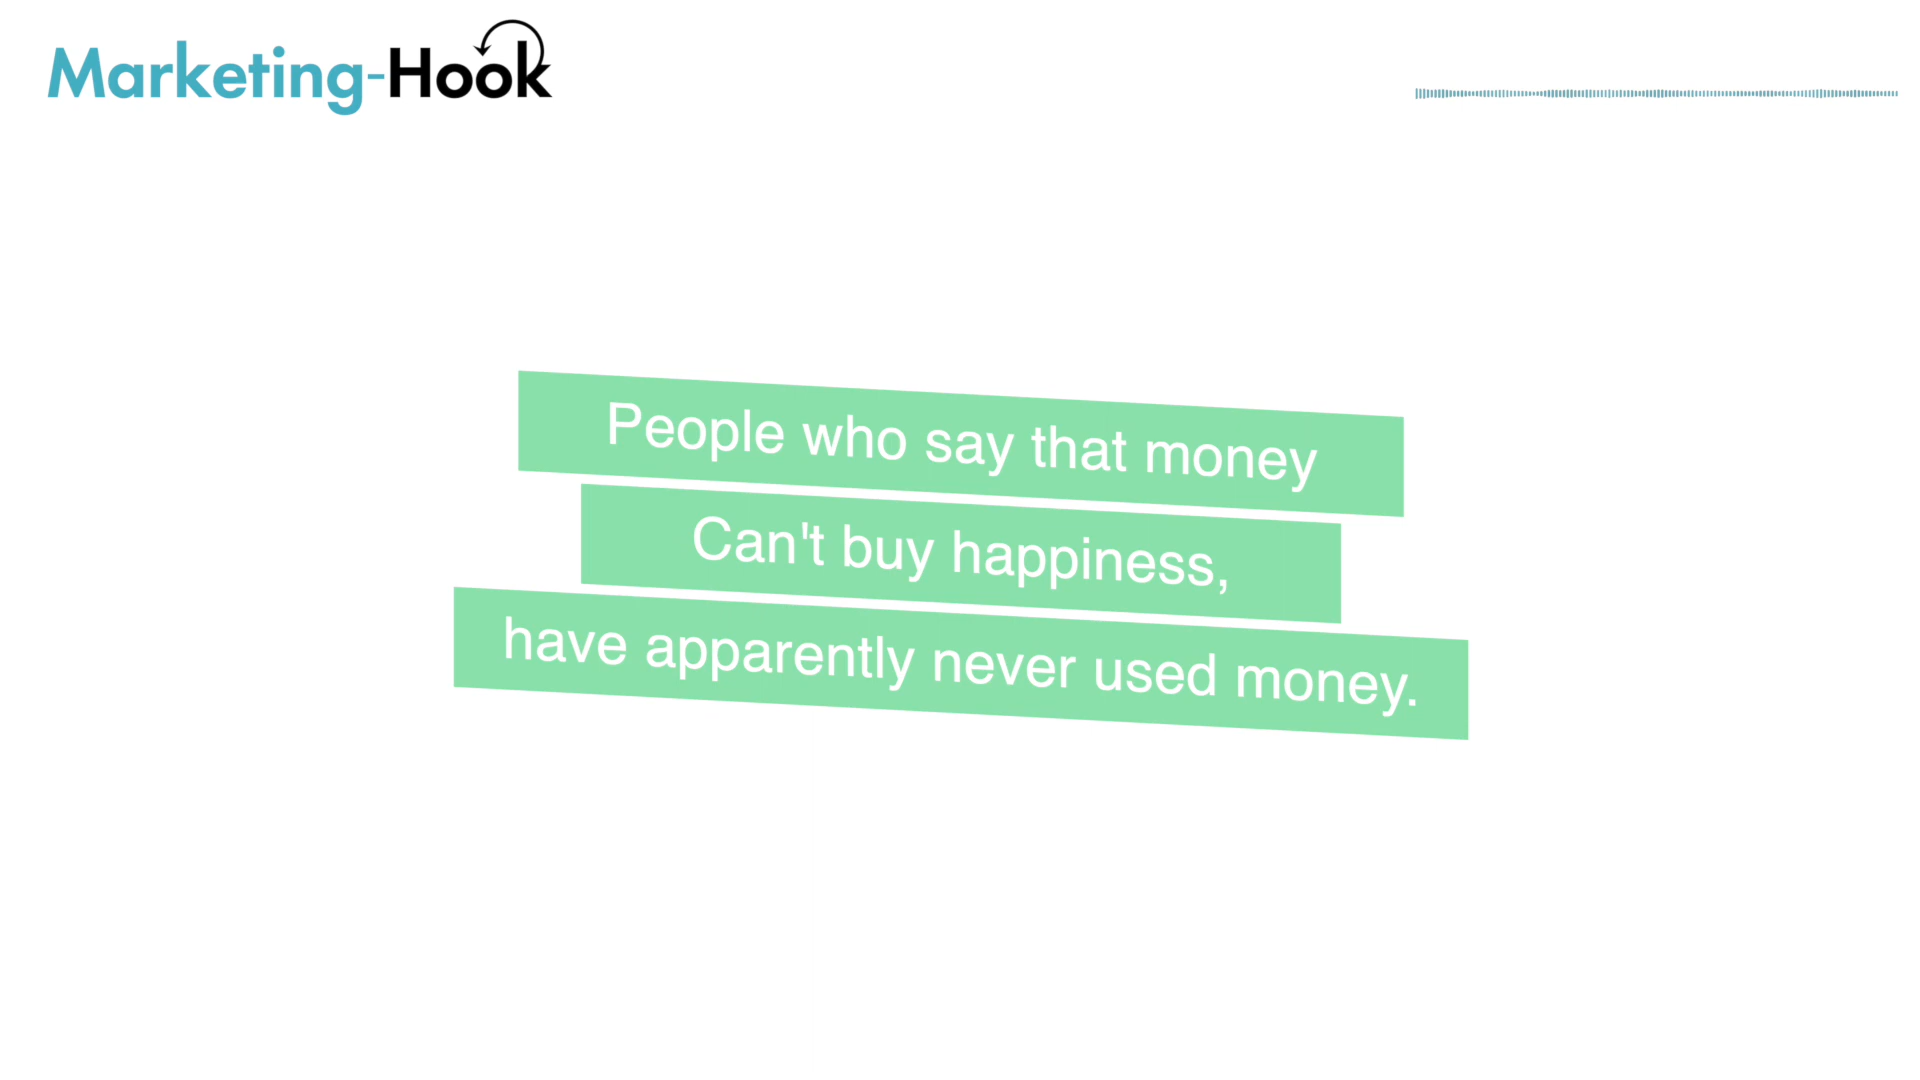 Marketing-Hook
People who say that money
Can't buy happiness,
have apparently never used money.